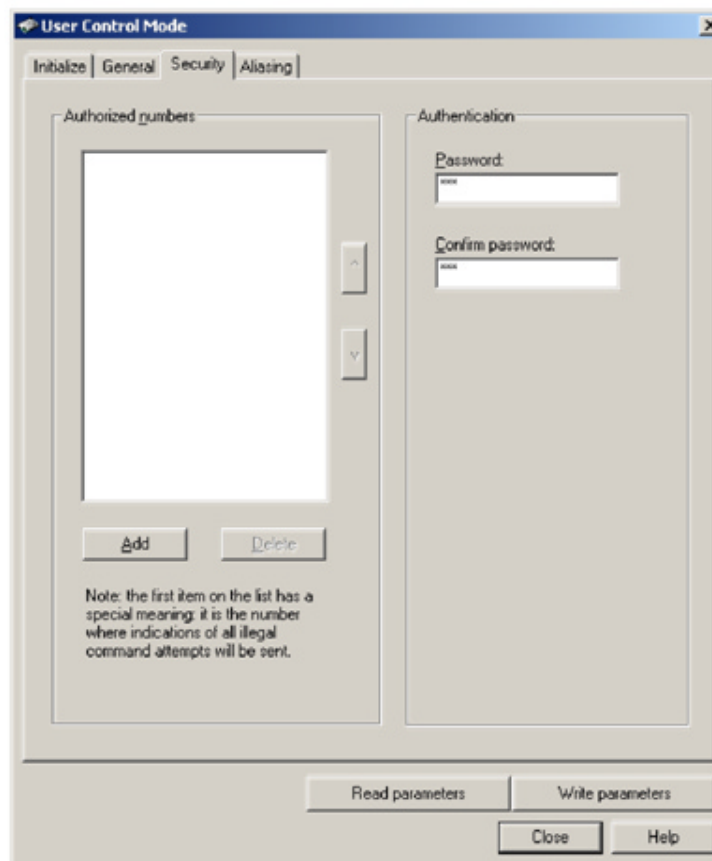 User Control Mode
Initialize General Security Aliasing
Authorized numbers
Authentication
Password:
****
Confirm password:
****
Add Delete
Note: the first item on the list has a
special meaning: it is the number
where indications of all illegal
command attempts will be sent.
Read parameters Write parameters
Close Help